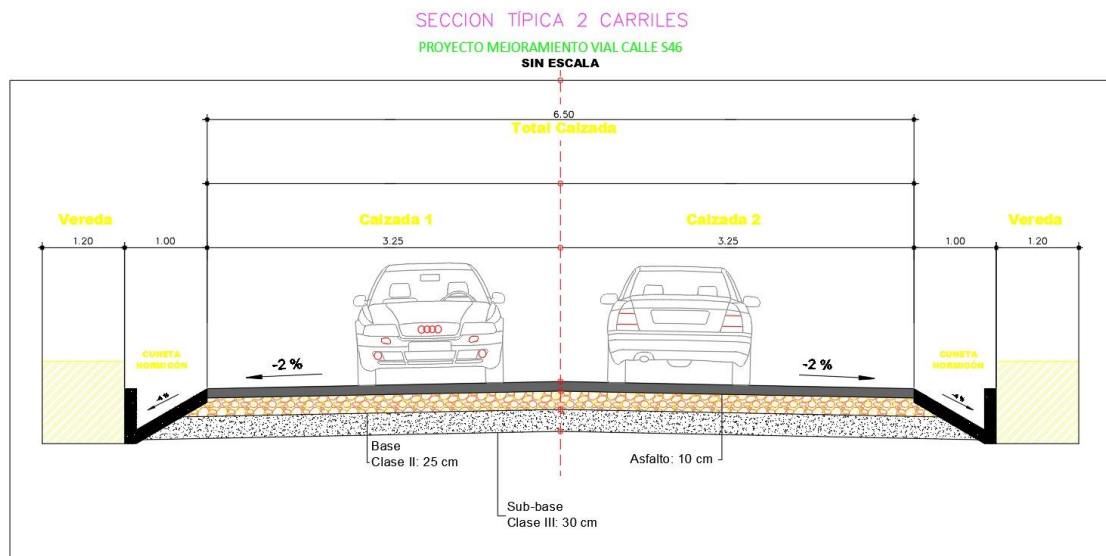 SECCION TÍPICA 2 CARRILES
PROYECTO MEJORAMIENTO VIAL CALLE S46
SIN ESCALA
6.50
Total Calzada
Vereda
Calzada 1
Calzada 2
Vereda
1.20
1.00
3.25
3.25
1.00
1.20
CUNETA
HORMIGÓN
-2 %
-2 %
CUNETA
HORMIGÓN
-4%
-4%
Base
Clase II: 25 cm
Asfalto: 10 cm
Sub-base
Clase III: 30 cm